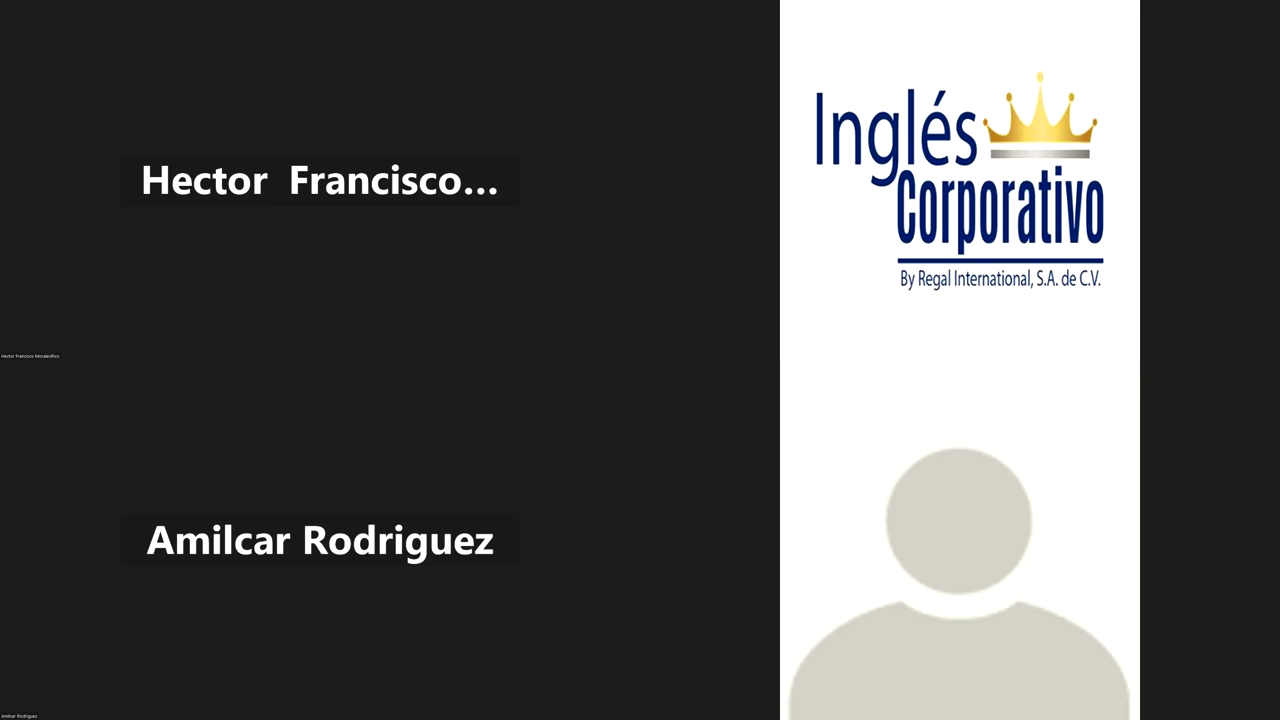 Hector  Francisco...
Inglés
Corporativo
By Regal International, S.A. de C.V.
Hector Francisco MoralesRico
Amilcar Rodriguez
Amilcar Rodriguez